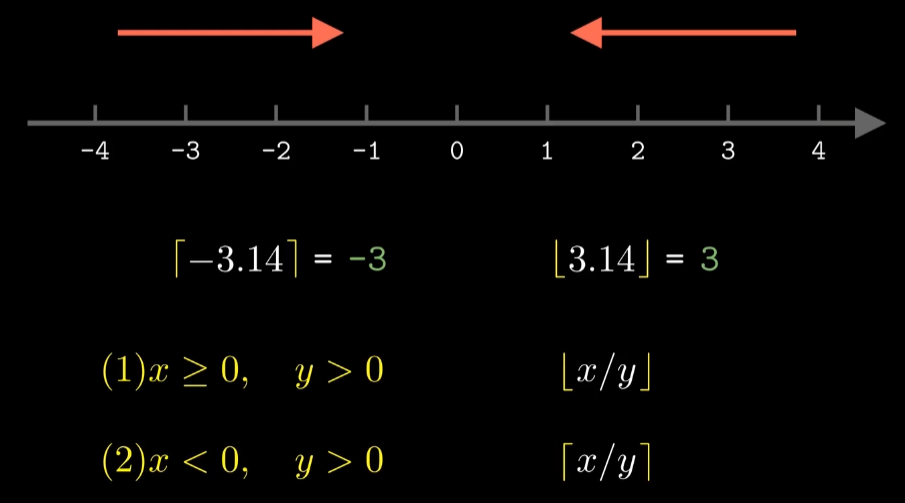 -4 -3 -2 -1 0 1 2 3 4
⌈−3.14⌉ = -3 ⌊3.14⌋ = 3
(1)x ≥ 0, y > 0 ⌊x/y⌋
(2)x < 0, y > 0 ⌈x/y⌉